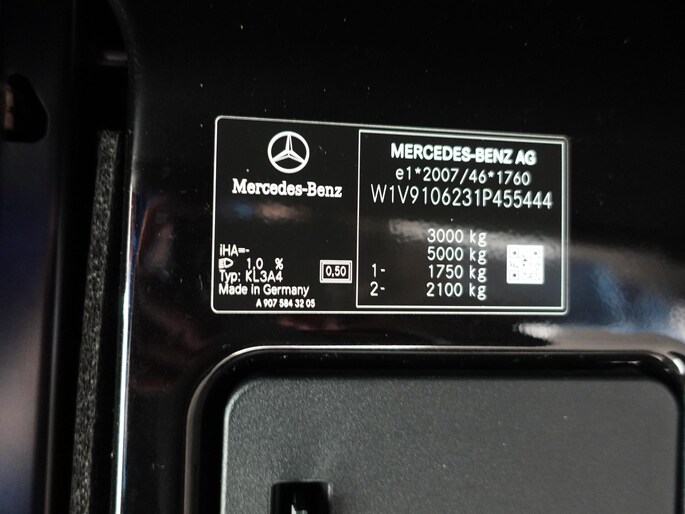 Mercedes-Benz
iHA=-
1.0 %
Typ: KL3A4
Made in Germany
A 907 584 32 05
0,50
MERCEDES-BENZ AG
e1*2007/46*1760
W1V9106231P455444
3000 kg
5000 kg
1- 1750 kg
2- 2100 kg